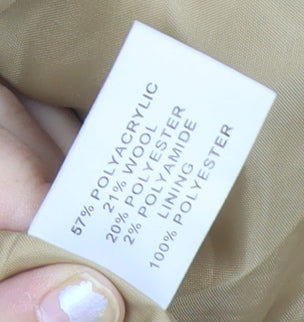 57% POLYACRYLIC
21% WOOL
20% POLYESTER
2% POLYAMIDE
LINING
100% POLYESTER